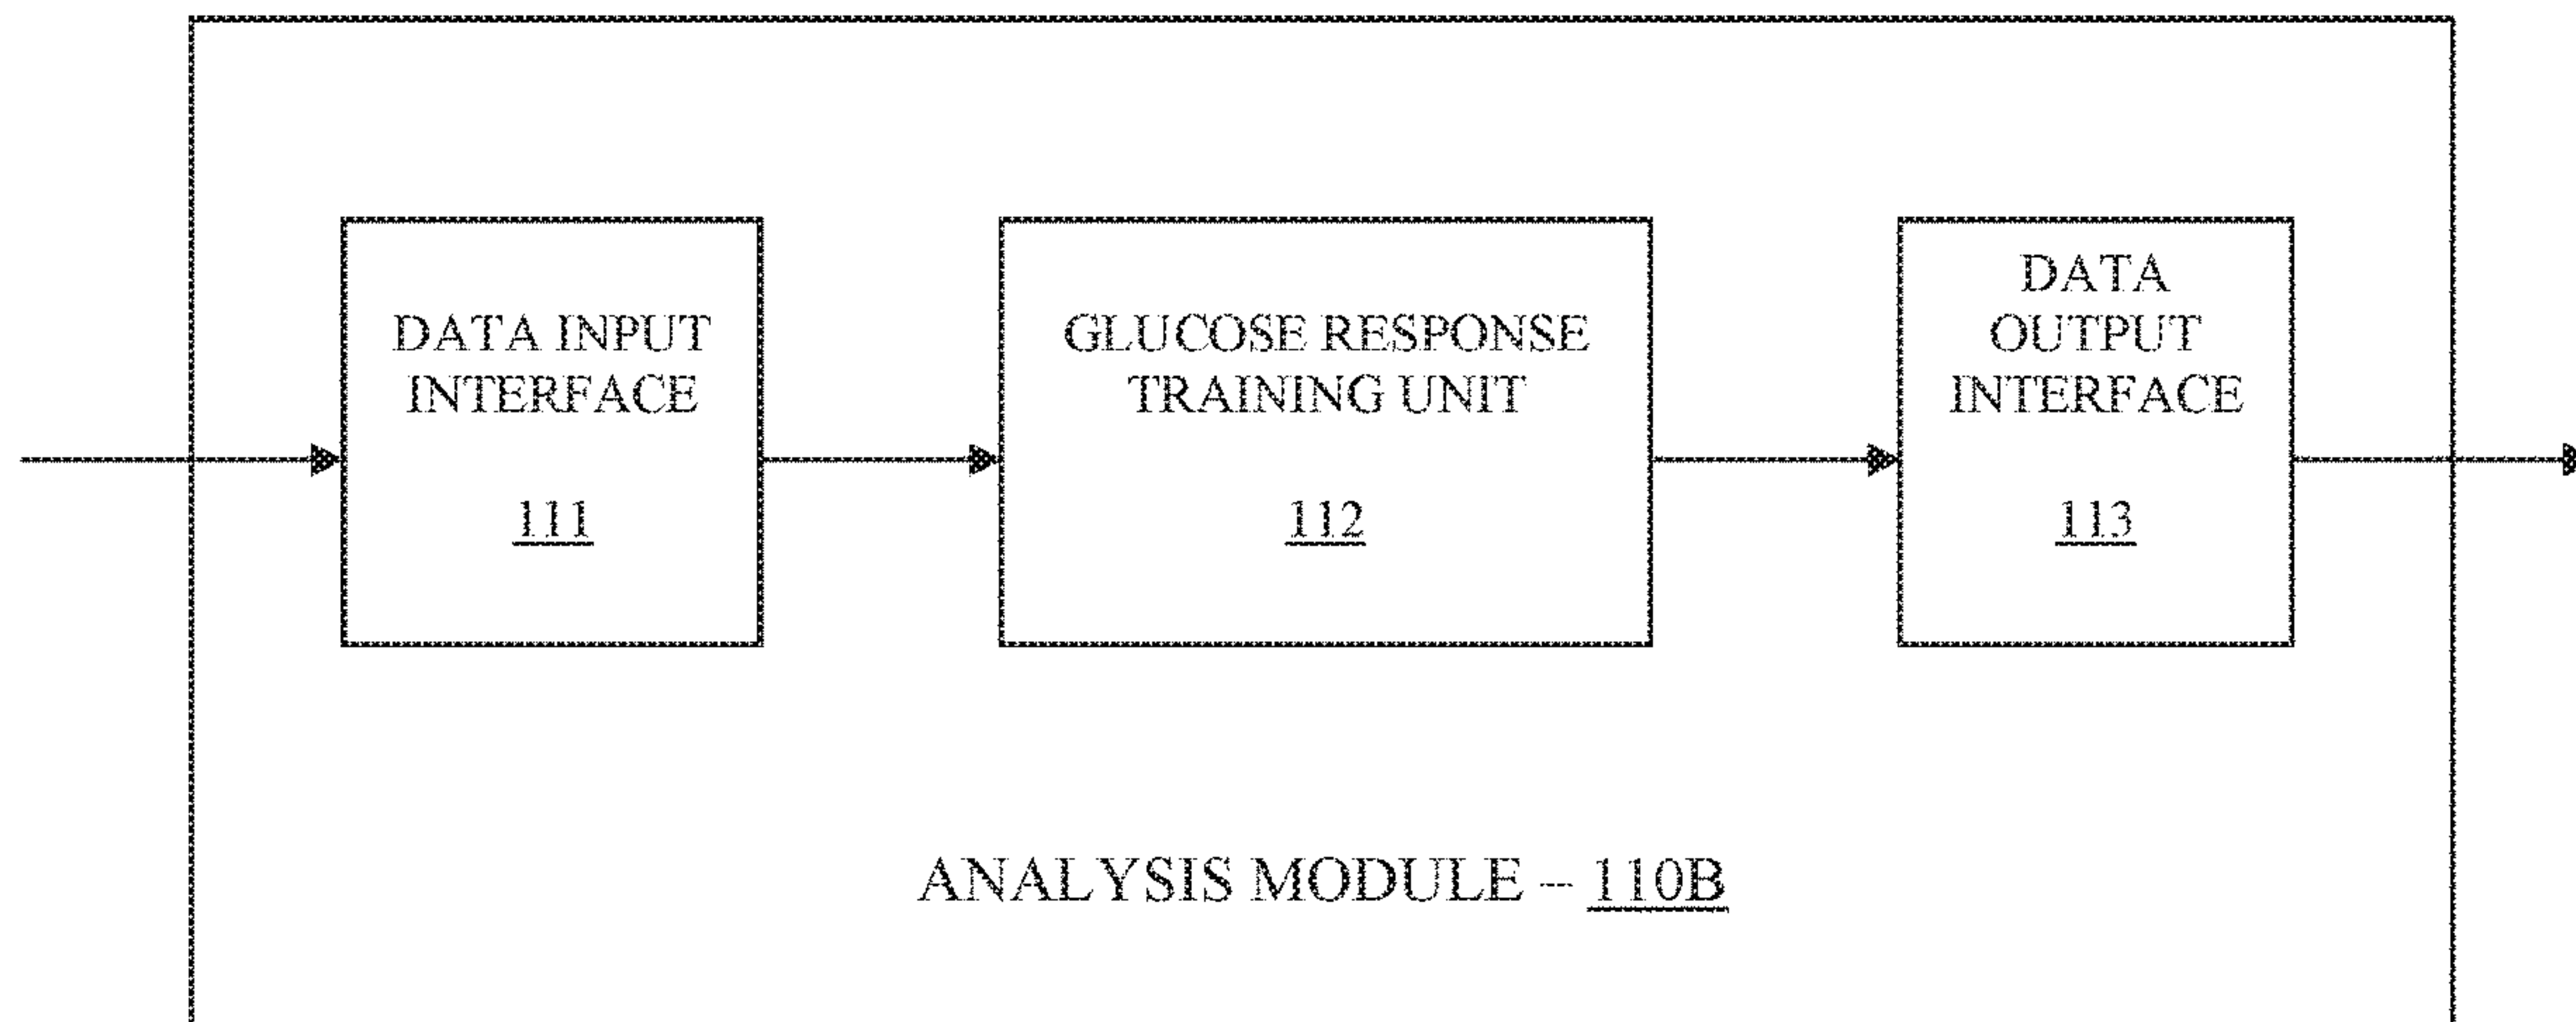 DATA INPUT
INTERFACE
111
GLUCOSE RESPONSE
TRAINING UNIT
112
DATA
OUTPUT
INTERFACE
113
ANALYSIS MODULE – 110B